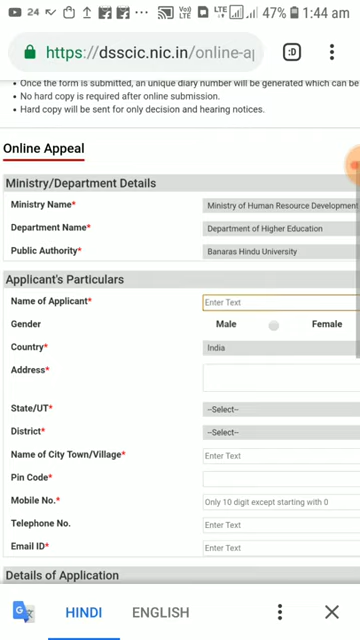 24 47% 1:44 am
https://dsscic.nic.in/online-ap :D
Once the form is submitted, an unique diary number will be generated which can be
No hard copy is required after online submission.
Hard copy will be sent for only decision and hearing notices.
Online Appeal
Ministry/Department Details
Ministry Name* Ministry of Human Resource Development
Department Name* Department of Higher Education
Public Authority* Banaras Hindu University
Applicant's Particulars
Name of Applicant* Enter Text
Gender Male Female
Country* India
Address*
State/UT* --Select--
District* --Select--
Name of City Town/Village* Enter Text
Pin Code*
Mobile No.* Only 10 digit except starting with 0
Telephone No. Enter Text
Email ID* Enter Text
Details of Application
HINDI ENGLISH